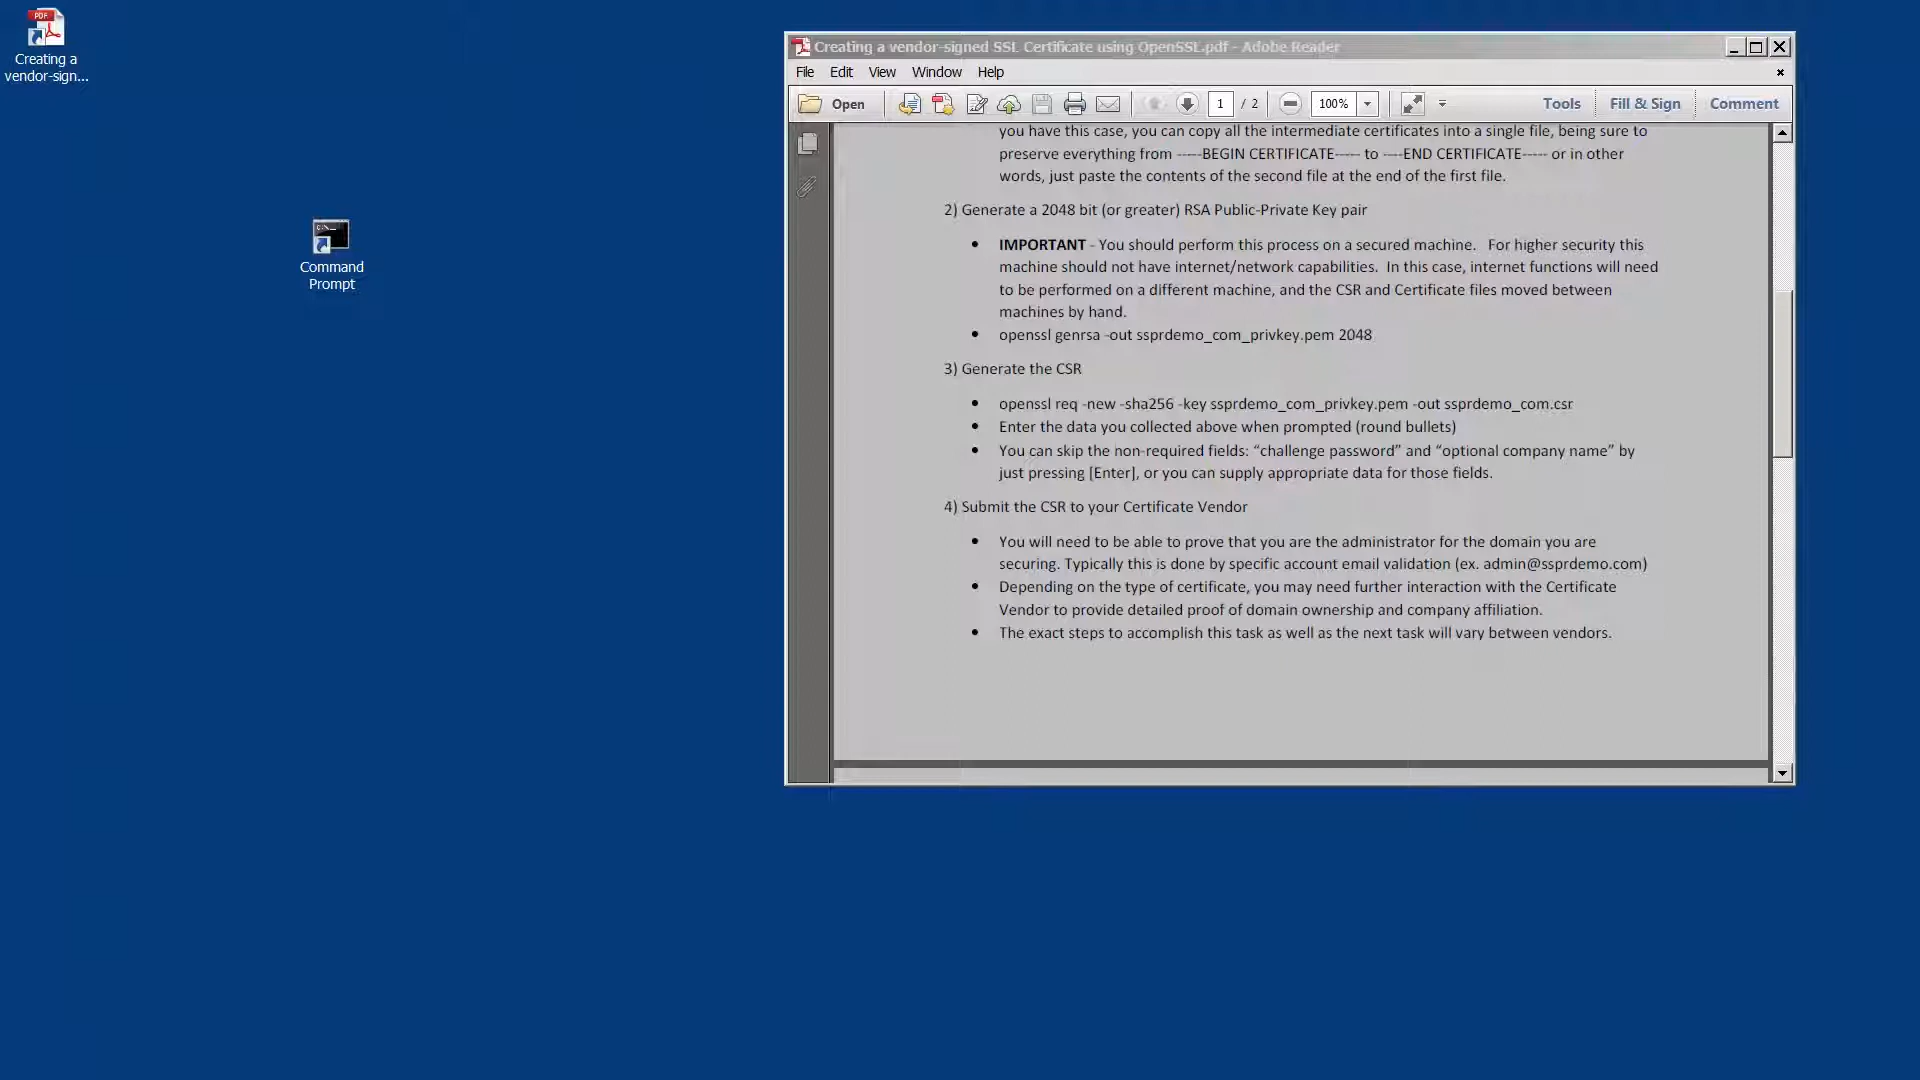 PDF
Creating a
vendor-sign...
C:\_
Command
Prompt
Creating a vendor-signed SSL Certificate using OpenSSL.pdf - Adobe Reader
File Edit View Window Help
Open 1 / 2 100% Tools Fill & Sign Comment
you have this case, you can copy all the intermediate certificates into a single file, being sure to
preserve everything from -----BEGIN CERTIFICATE----- to ----END CERTIFICATE----- or in other
words, just paste the contents of the second file at the end of the first file.
2) Generate a 2048 bit (or greater) RSA Public-Private Key pair
• IMPORTANT - You should perform this process on a secured machine. For higher security this
machine should not have internet/network capabilities. In this case, internet functions will need
to be performed on a different machine, and the CSR and Certificate files moved between
machines by hand.
• openssl genrsa -out ssprdemo_com_privkey.pem 2048
3) Generate the CSR
• openssl req -new -sha256 -key ssprdemo_com_privkey.pem -out ssprdemo_com.csr
• Enter the data you collected above when prompted (round bullets)
• You can skip the non-required fields: “challenge password” and “optional company name” by
just pressing [Enter], or you can supply appropriate data for those fields.
4) Submit the CSR to your Certificate Vendor
• You will need to be able to prove that you are the administrator for the domain you are
securing. Typically this is done by specific account email validation (ex. admin@ssprdemo.com)
• Depending on the type of certificate, you may need further interaction with the Certificate
Vendor to provide detailed proof of domain ownership and company affiliation.
• The exact steps to accomplish this task as well as the next task will vary between vendors.